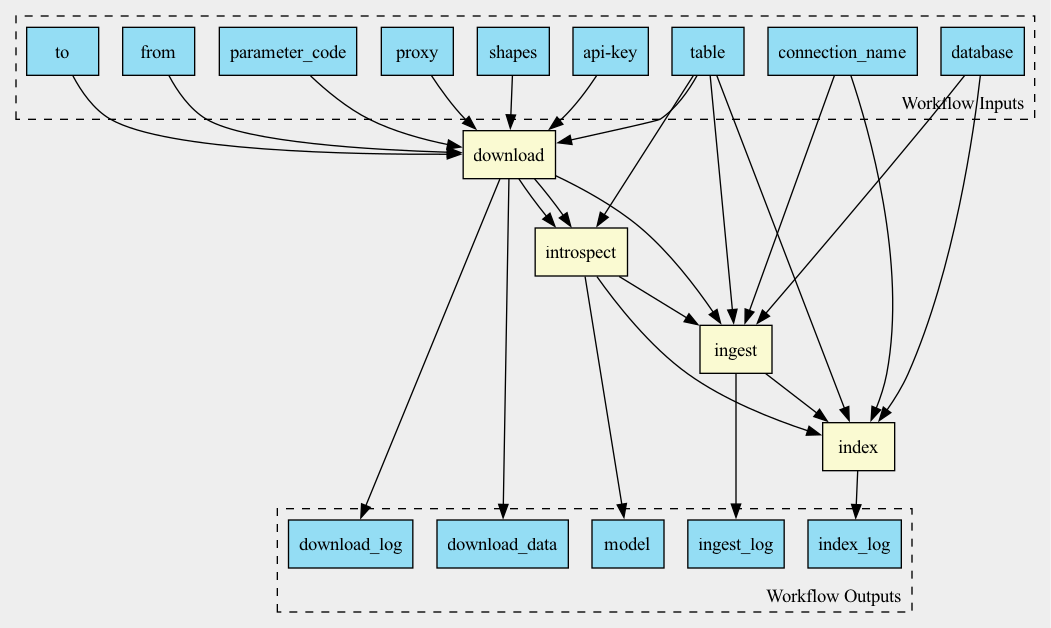 to
from
parameter_code
proxy
shapes
api-key
table
connection_name
database
Workflow Inputs
download
introspect
ingest
index
download_log
download_data
model
ingest_log
index_log
Workflow Outputs